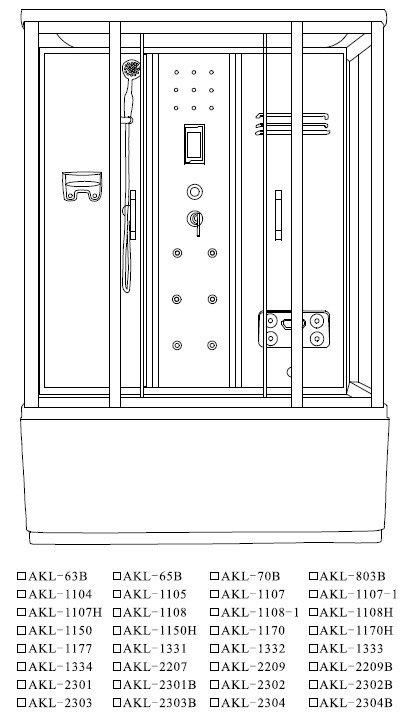 □AKL-63B □AKL-65B □AKL-70B □AKL-803B
□AKL-1104 □AKL-1105 □AKL-1107 □AKL-1107-1
□AKL-1107H □AKL-1108 □AKL-1108-1 □AKL-1108H
□AKL-1150 □AKL-1150H □AKL-1170 □AKL-1170H
□AKL-1177 □AKL-1331 □AKL-1332 □AKL-1333
□AKL-1334 □AKL-2207 □AKL-2209 □AKL-2209B
□AKL-2301 □AKL-2301B □AKL-2302 □AKL-2302B
□AKL-2303 □AKL-2303B □AKL-2304 □AKL-2304B